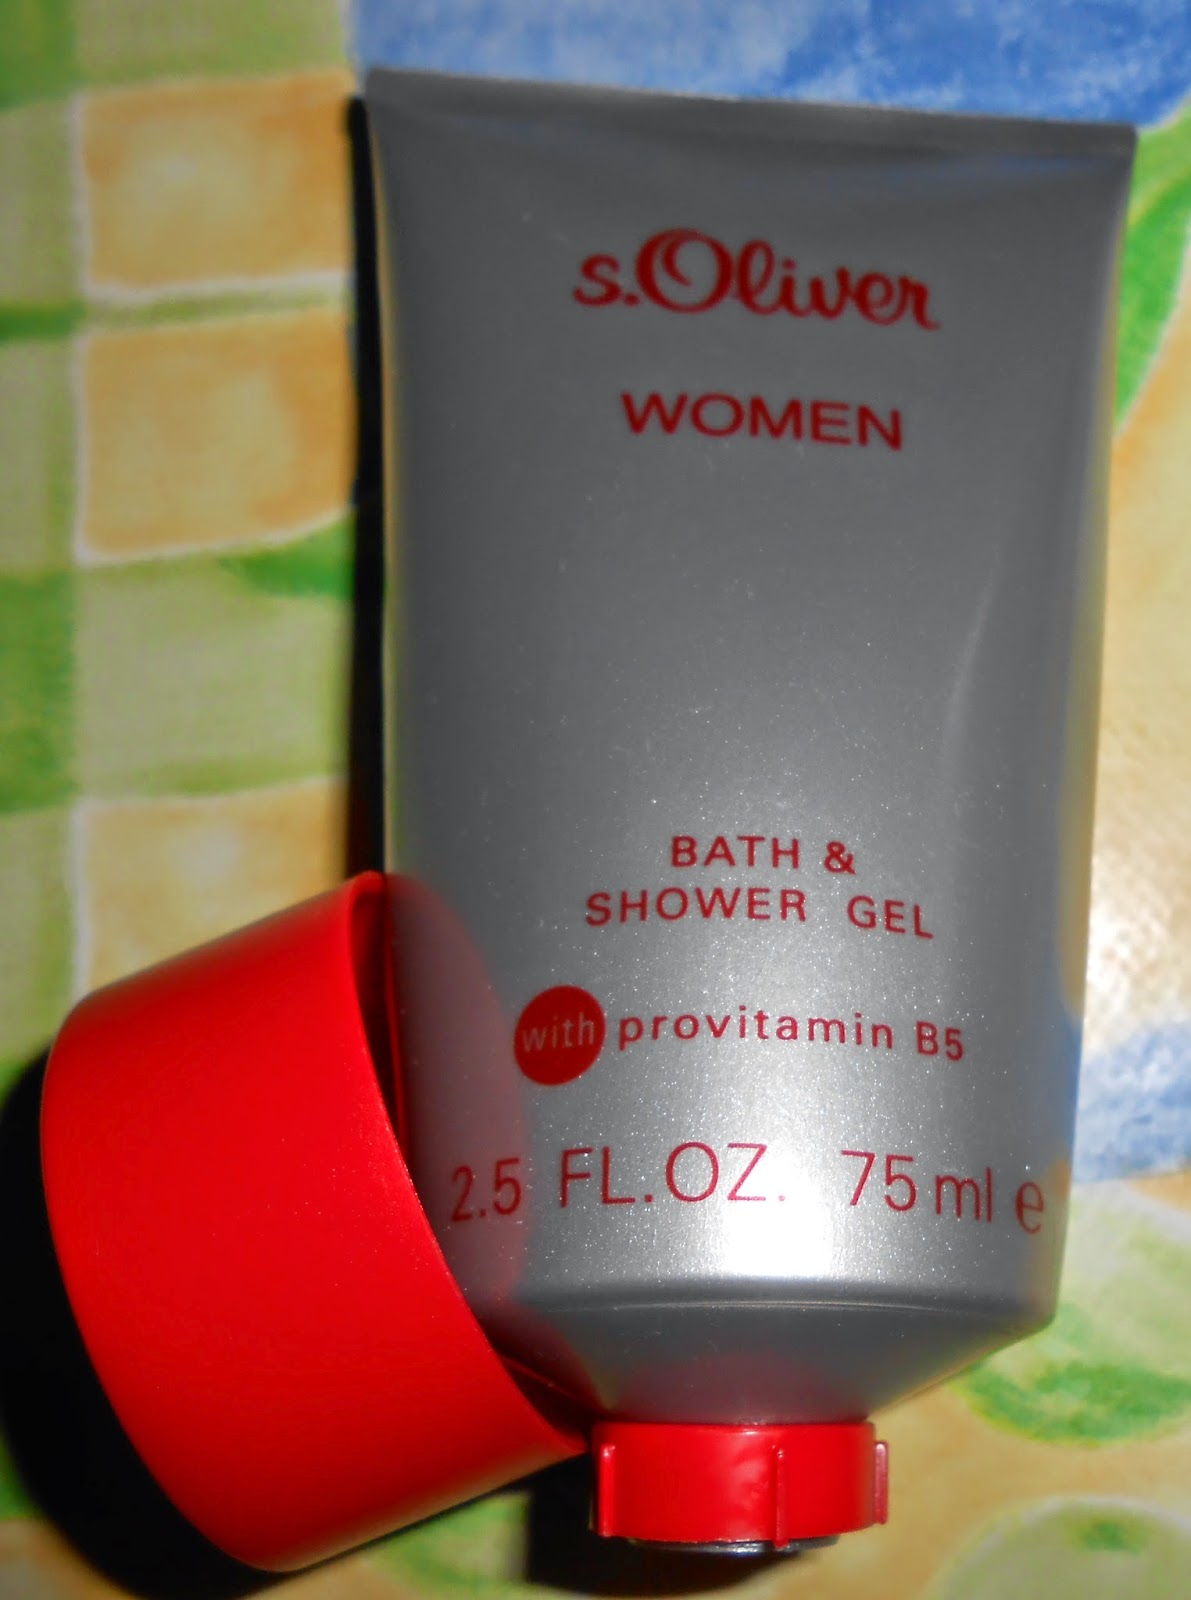 s.Oliver
WOMEN
BATH &
SHOWER GEL
with provitamin B5
2.5 FL.OZ. 75 ml e